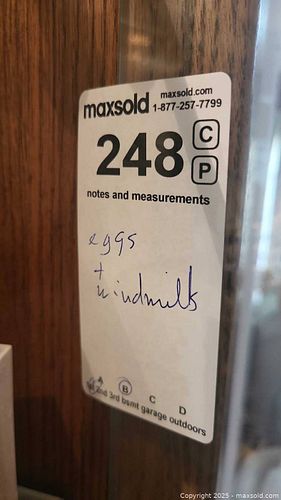 maxsold
maxsold.com
1-877-257-7799
248
C
P
notes and measurements
eggs
+
windmills
A B C D
2nd 3rd bsmt garage outdoors
Copyright 2025 - maxsold.com